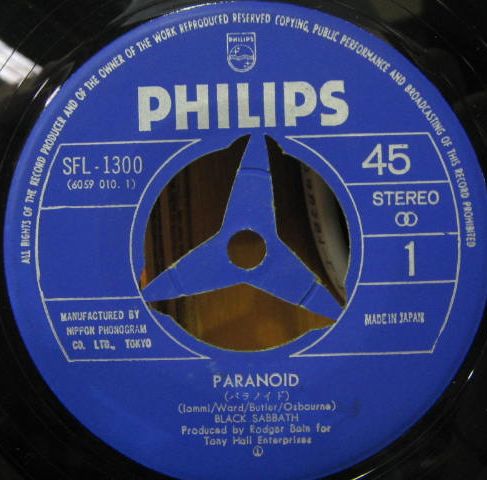 ALL RIGHTS OF THE RECORD PRODUCER AND OF THE OWNER OF THE WORK REPRODUCED RESERVED COPYING, PUBLIC PERFORMANCE AND BROADCASTING OF THIS RECORD PROHIBITED
PHILIPS
PHILIPS
SFL-1300
(6059 010.1)
45
STEREO
1
MANUFACTURED BY
NIPPON PHONOGRAM
CO. LTD., TOKYO
MADE IN JAPAN
PARANOID
(パラノイド)
(Iommi/Ward/Butler/Osbourne)
BLACK SABBATH
Produced by Rodger Bain for
Tony Hall Enterprises